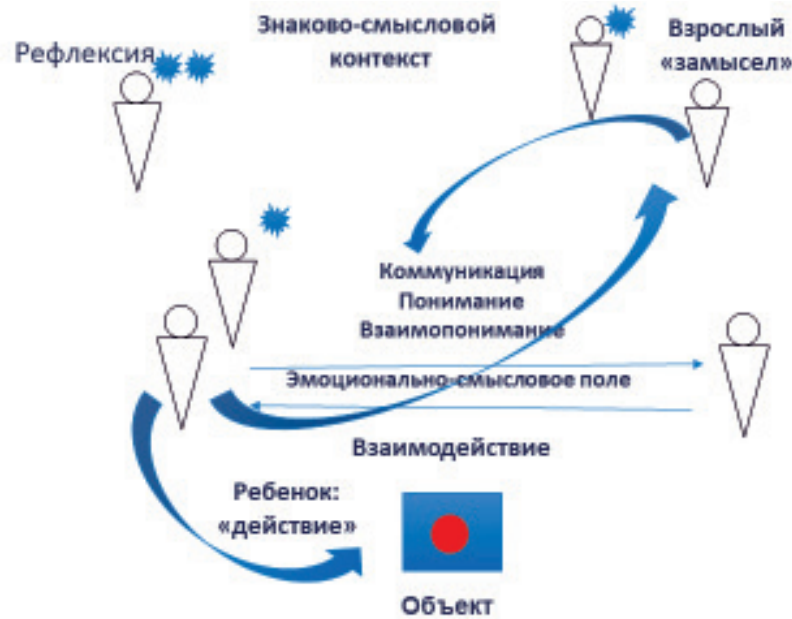 Рефлексия
Знаково-смысловой
контекст
Взрослый
«замысел»
Коммуникация
Понимание
Взаимопонимание
Эмоционально-смысловое поле
Взаимодействие
Ребенок:
«действие»
Объект